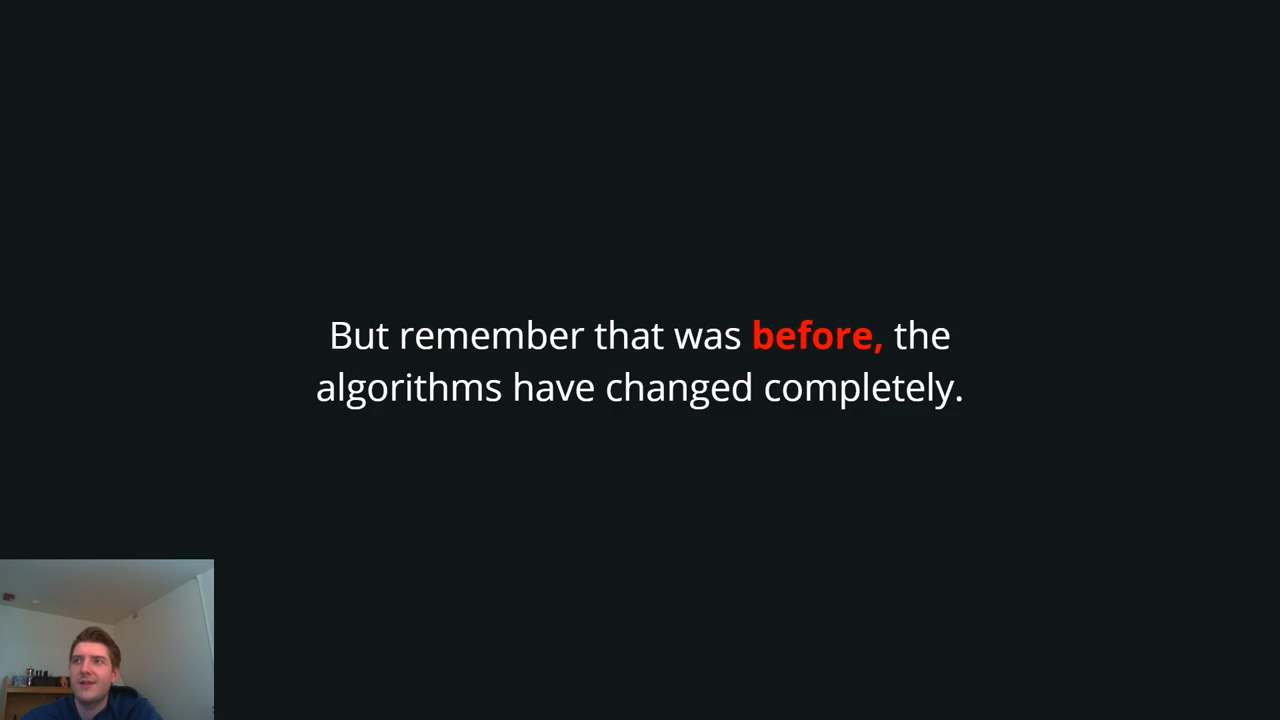 But remember that was before, the
algorithms have changed completely.